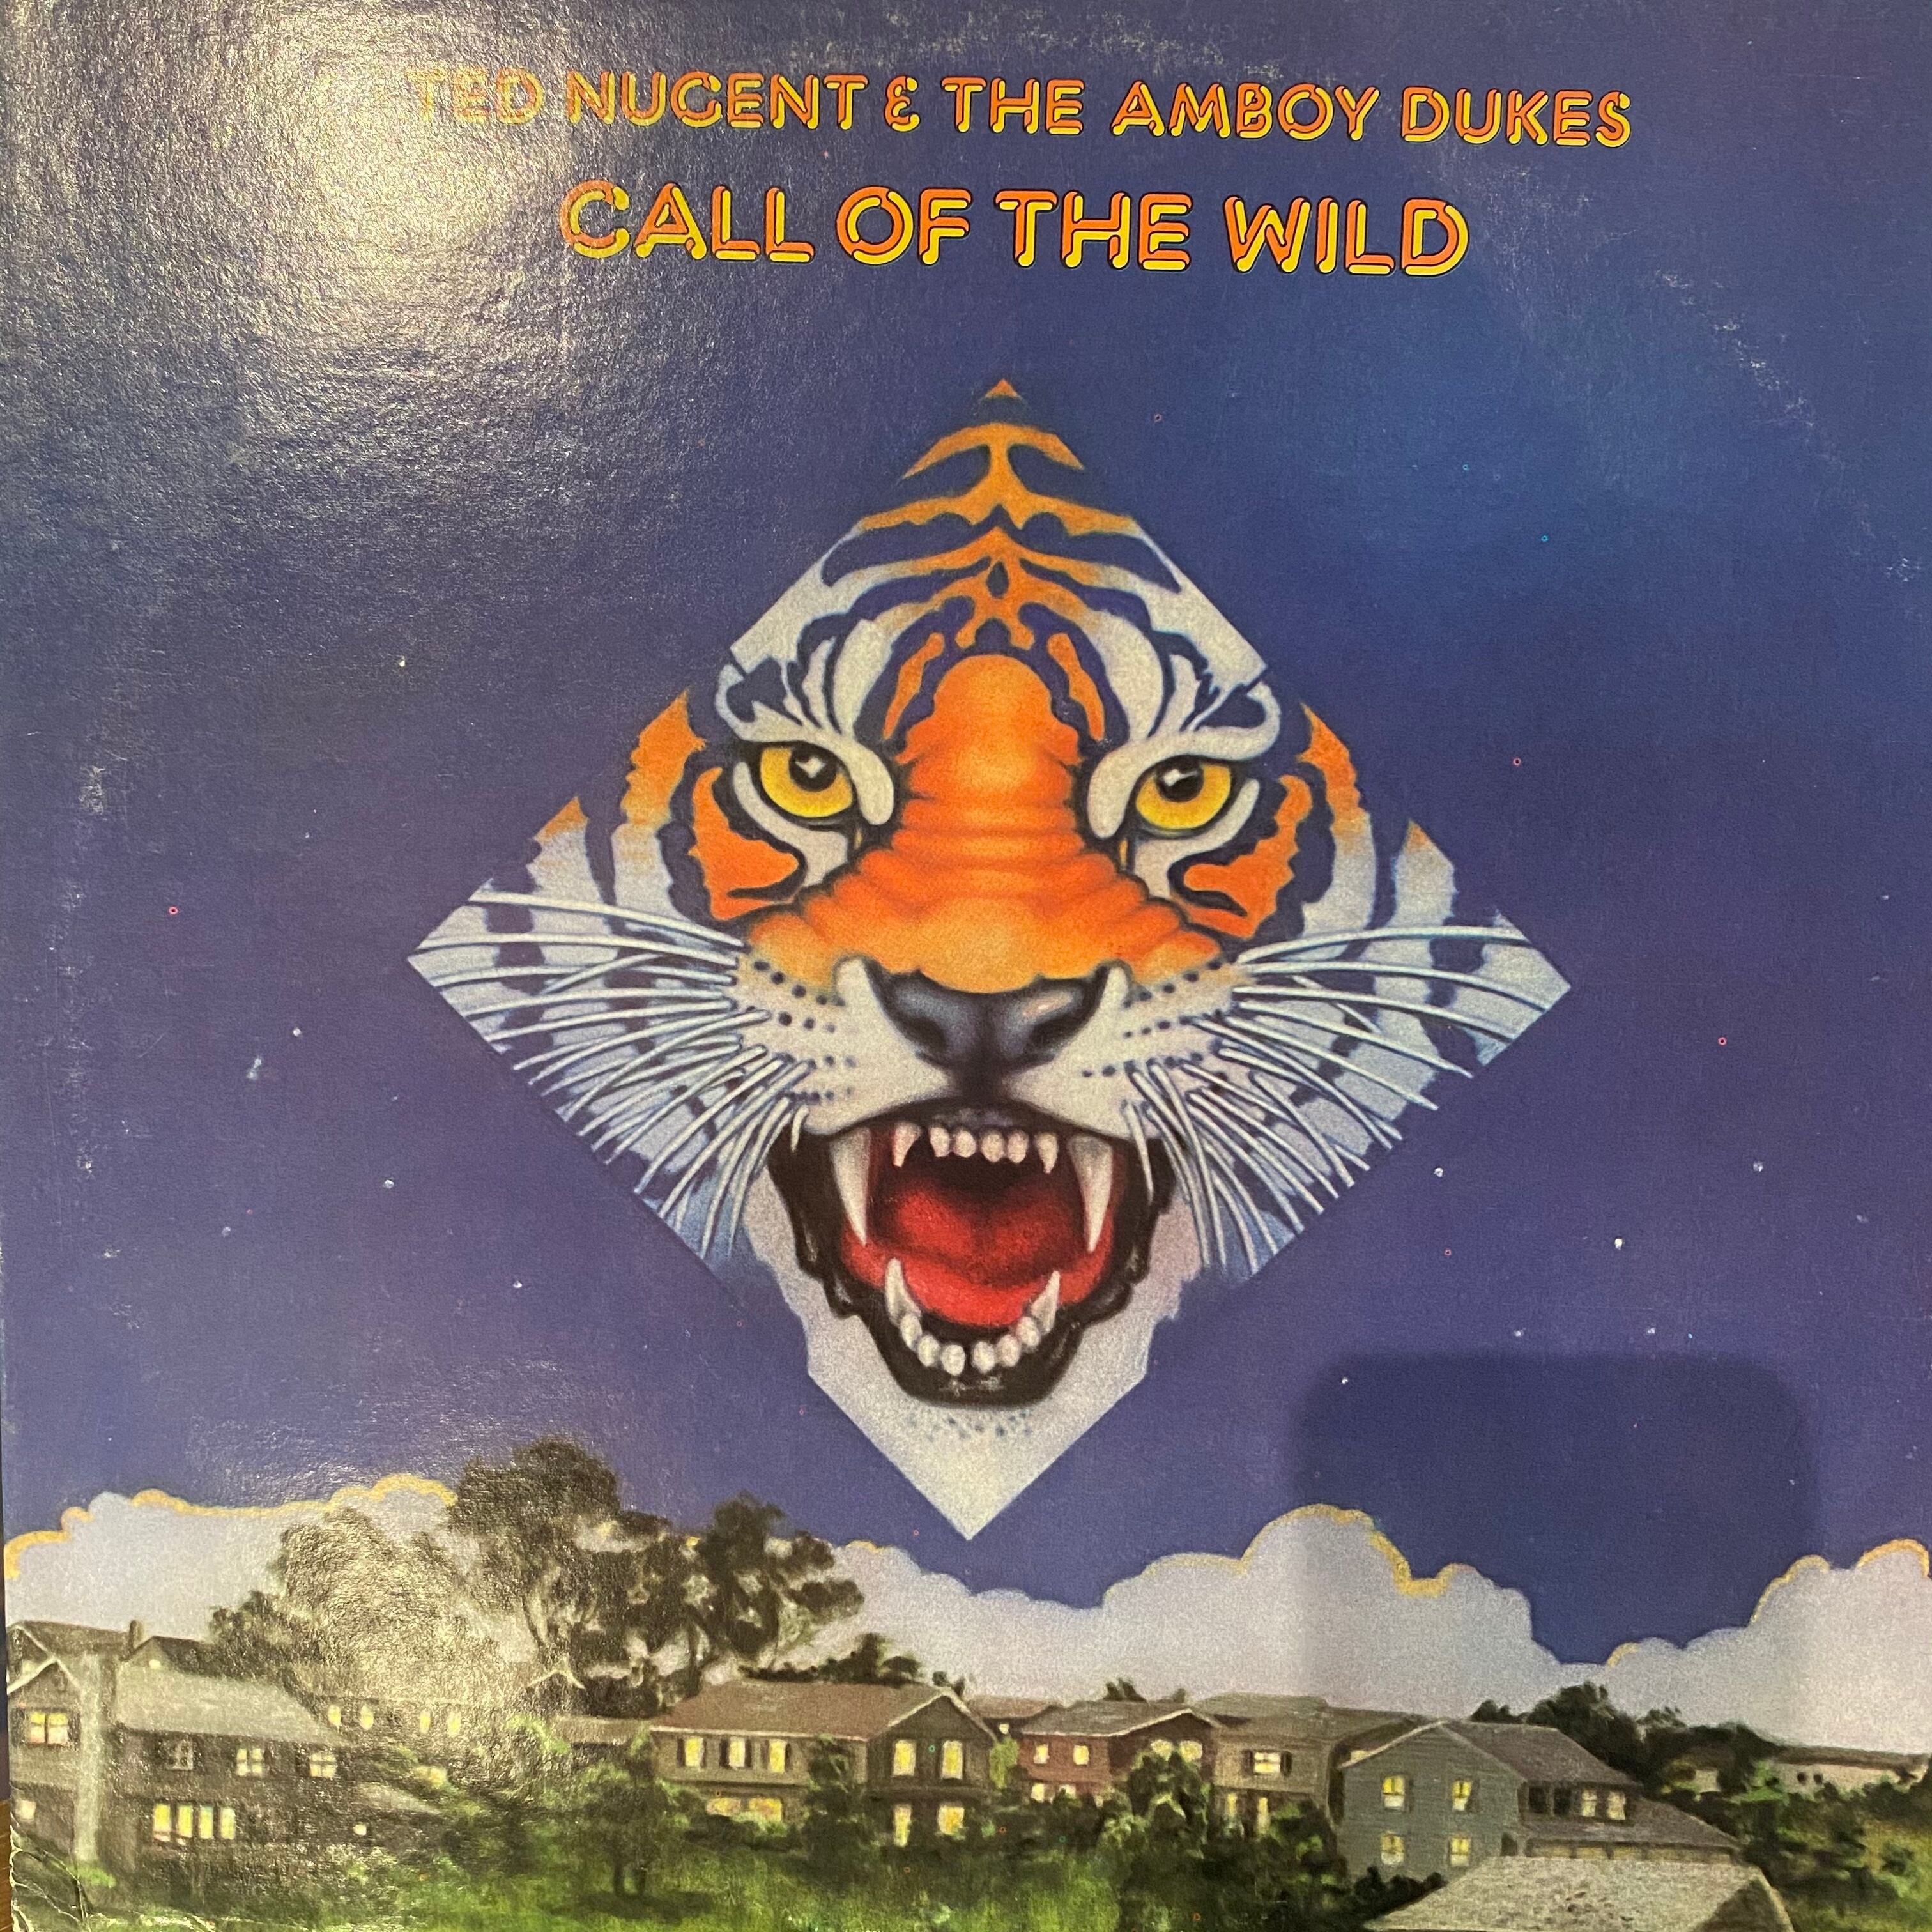 TED NUGENT & THE AMBOY DUKES
CALL OF THE WILD